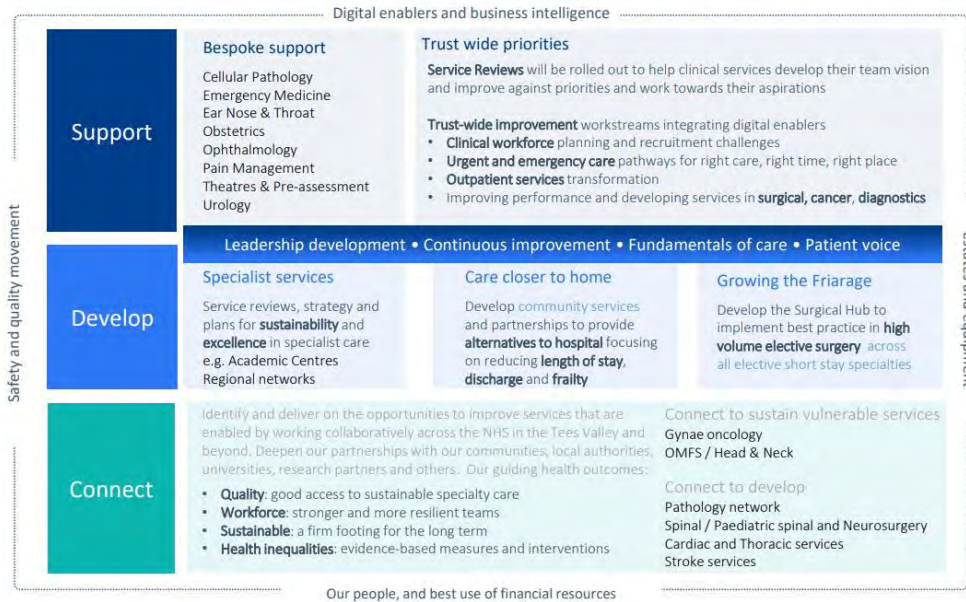 Digital enablers and business intelligence
Safety and quality movement
Support
Bespoke support
Cellular Pathology
Emergency Medicine
Ear Nose & Throat
Obstetrics
Ophthalmology
Pain Management
Theatres & Pre-assessment
Urology
Trust wide priorities
Service Reviews will be rolled out to help clinical services develop their team vision
and improve against priorities and work towards their aspirations
Trust-wide improvement workstreams integrating digital enablers
• Clinical workforce planning and recruitment challenges
• Urgent and emergency care pathways for right care, right time, right place
• Outpatient services transformation
• Improving performance and developing services in surgical, cancer, diagnostics
Leadership development • Continuous improvement • Fundamentals of care • Patient voice
Develop
Specialist services
Service reviews, strategy and
plans for sustainability and
excellence in specialist care
e.g. Academic Centres
Regional networks
Care closer to home
Develop community services
and partnerships to provide
alternatives to hospital focusing
on reducing length of stay,
discharge and frailty
Growing the Friarage
Develop the Surgical Hub to
implement best practice in high
volume elective surgery across
all elective short stay specialties
Connect
Identify and deliver on the opportunities to improve services that are
enabled by working collaboratively across the NHS in the Tees Valley and
beyond. Deepen our partnerships with our communities, local authorities,
universities, research partners and others. Our guiding health outcomes:
• Quality: good access to sustainable specialty care
• Workforce: stronger and more resilient teams
• Sustainable: a firm footing for the long term
• Health inequalities: evidence-based measures and interventions
Connect to sustain vulnerable services
Gynae oncology
OMFS / Head & Neck
Connect to develop
Pathology network
Spinal / Paediatric spinal and Neurosurgery
Cardiac and Thoracic services
Stroke services
Our people, and best use of financial resources